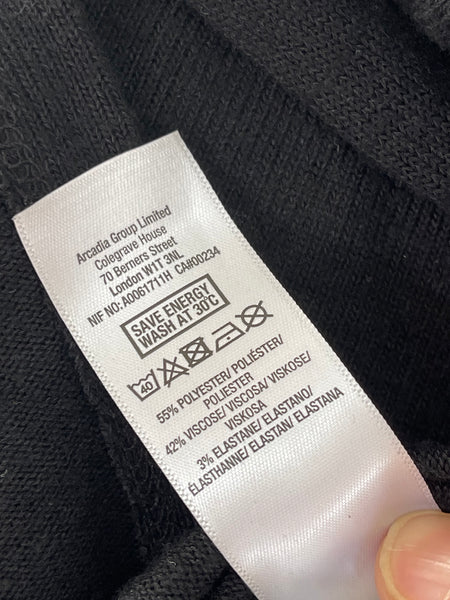 Arcadia Group Limited
Colegrave House
70 Berners Street
London W1T 3NL
NIF NO: A0061711H CA#00234
SAVE ENERGY
WASH AT 30°C
40
55% POLYESTER/ POLIÉSTER/
POLIESTER
42% VISCOSE/ VISCOSA/ VISKOSE/
VISKOSA
3% ELASTANE/ ELASTANO/
ÉLASTHANNE/ ELASTAN/ ELASTANA